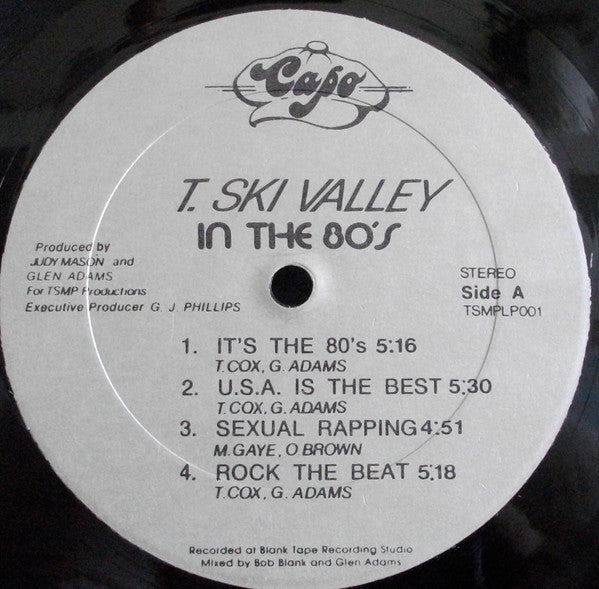 Capo
T. SKI VALLEY
IN THE 80'S
Produced by
JUDY MASON and
GLEN ADAMS
For TSMP Productions
Executive Producer G. J. PHILLIPS
STEREO
Side A
TSMPLP001
1. IT'S THE 80's 5:16
T. COX, G. ADAMS
2. U.S.A. IS THE BEST 5:30
T. COX, G. ADAMS
3. SEXUAL RAPPING 4:51
M. GAYE, O BROWN
4. ROCK THE BEAT 5:18
T. COX, G. ADAMS
Recorded at Blank Tape Recording Studio
Mixed by Bob Blank and Glen Adams